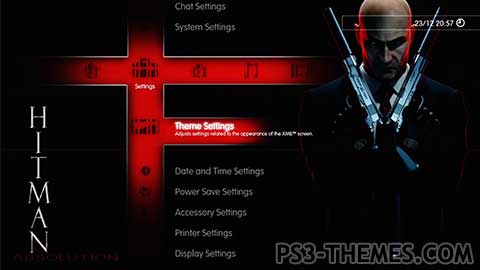 Chat Settings
System Settings
23/12 20:57
Settings
Theme Settings
Adjusts settings related to the appearance of the XMB™ screen.
Date and Time Settings
Power Save Settings
Accessory Settings
Printer Settings
Display Settings
HITMAN
ABSOLUTION
PS3-THEMES.COM